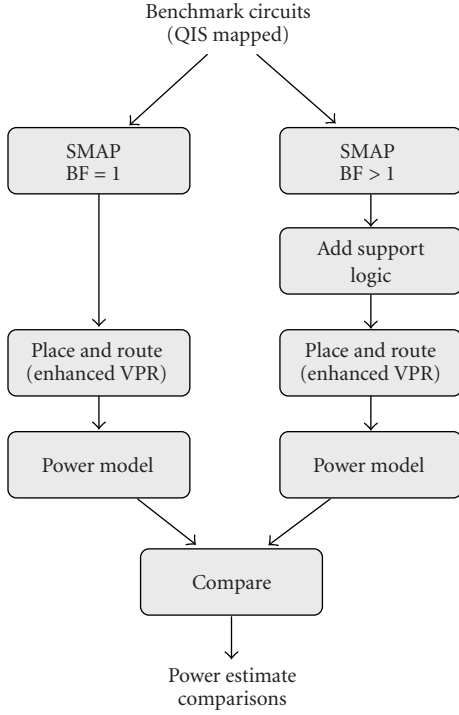 Benchmark circuits
(QIS mapped)
SMAP
BF = 1
SMAP
BF > 1
Add support
logic
Place and route
(enhanced VPR)
Place and route
(enhanced VPR)
Power model
Power model
Compare
Power estimate
comparisons